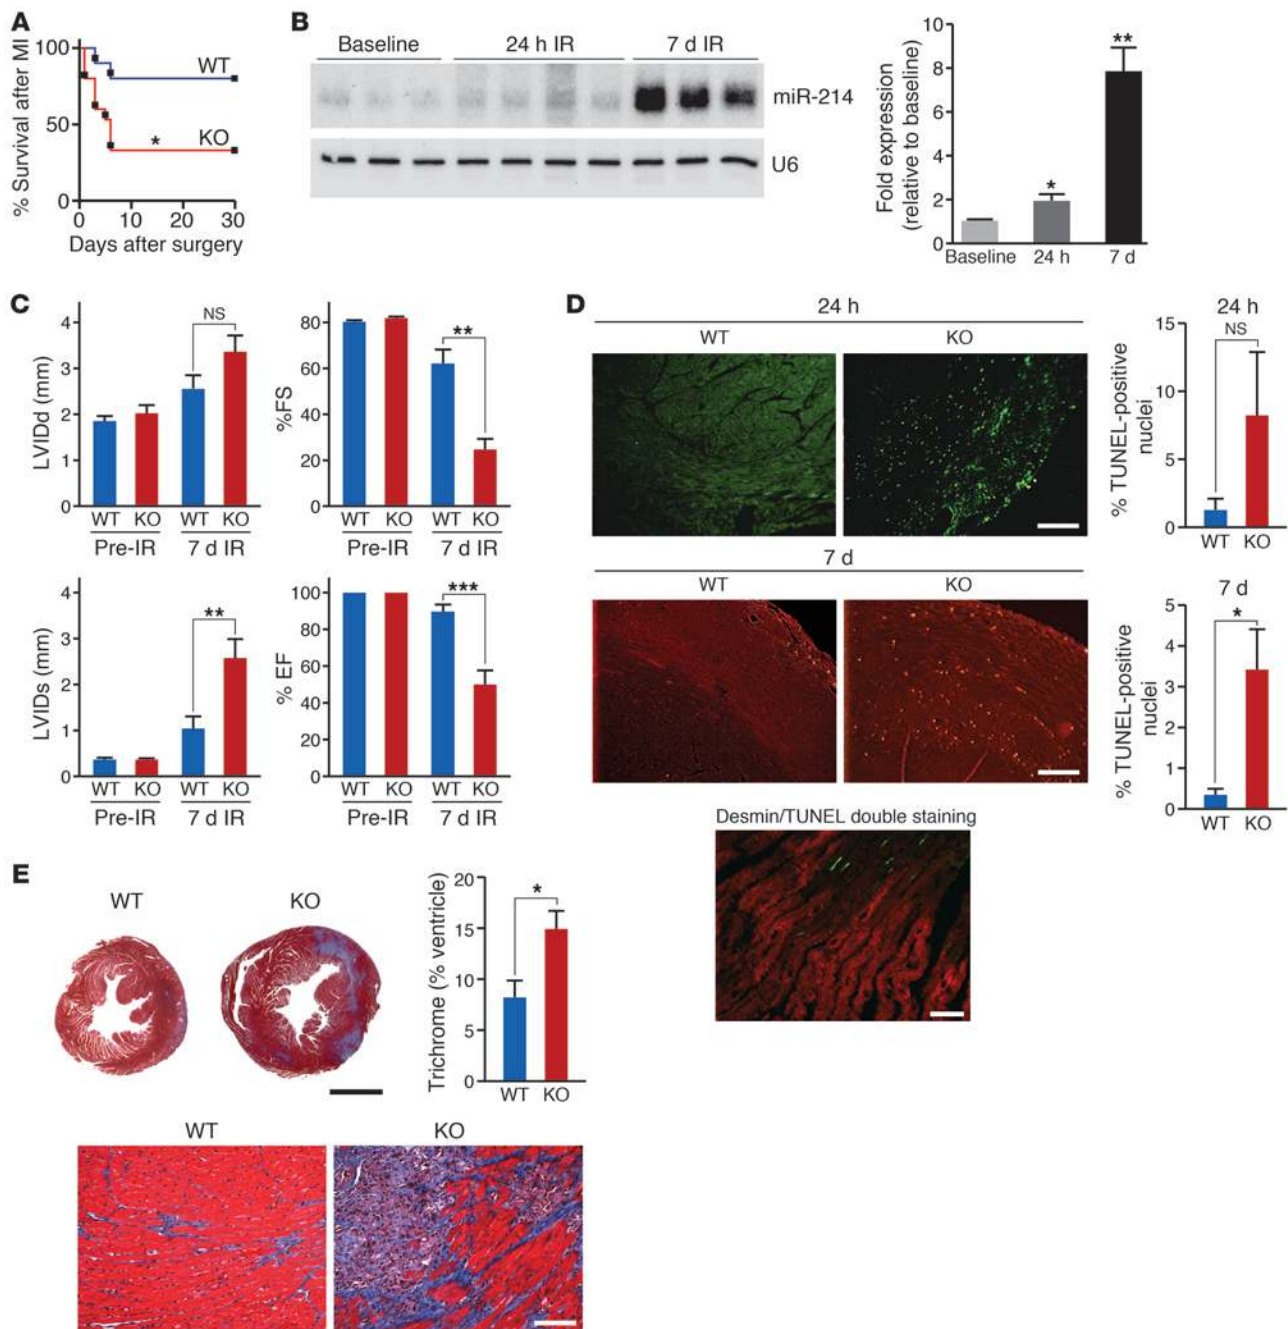 A
% Survival after MI
100
50
0
WT
KO
*
0 10 20 30
Days after surgery
B
Baseline 24 h IR 7 d IR
miR-214
U6
Fold expression
(relative to baseline)
10
8
6
4
2
0
*
**
Baseline 24 h 7 d
C
LVIDd (mm)
4
3
2
1
0
NS
WT KO WT KO
Pre-IR 7 d IR
%FS
80
60
40
20
0
**
WT KO WT KO
Pre-IR 7 d IR
LVIDs (mm)
4
3
2
1
0
**
WT KO WT KO
Pre-IR 7 d IR
% EF
100
80
60
40
20
0
***
WT KO WT KO
Pre-IR 7 d IR
D
24 h
WT KO
24 h
% TUNEL-positive
nuclei
15
10
5
0
NS
WT KO
7 d
WT KO
7 d
% TUNEL-positive
nuclei
5
4
3
2
1
0
*
WT KO
Desmin/TUNEL double staining
E
WT KO
Trichrome (% ventricle)
20
15
10
5
0
*
WT KO
WT KO